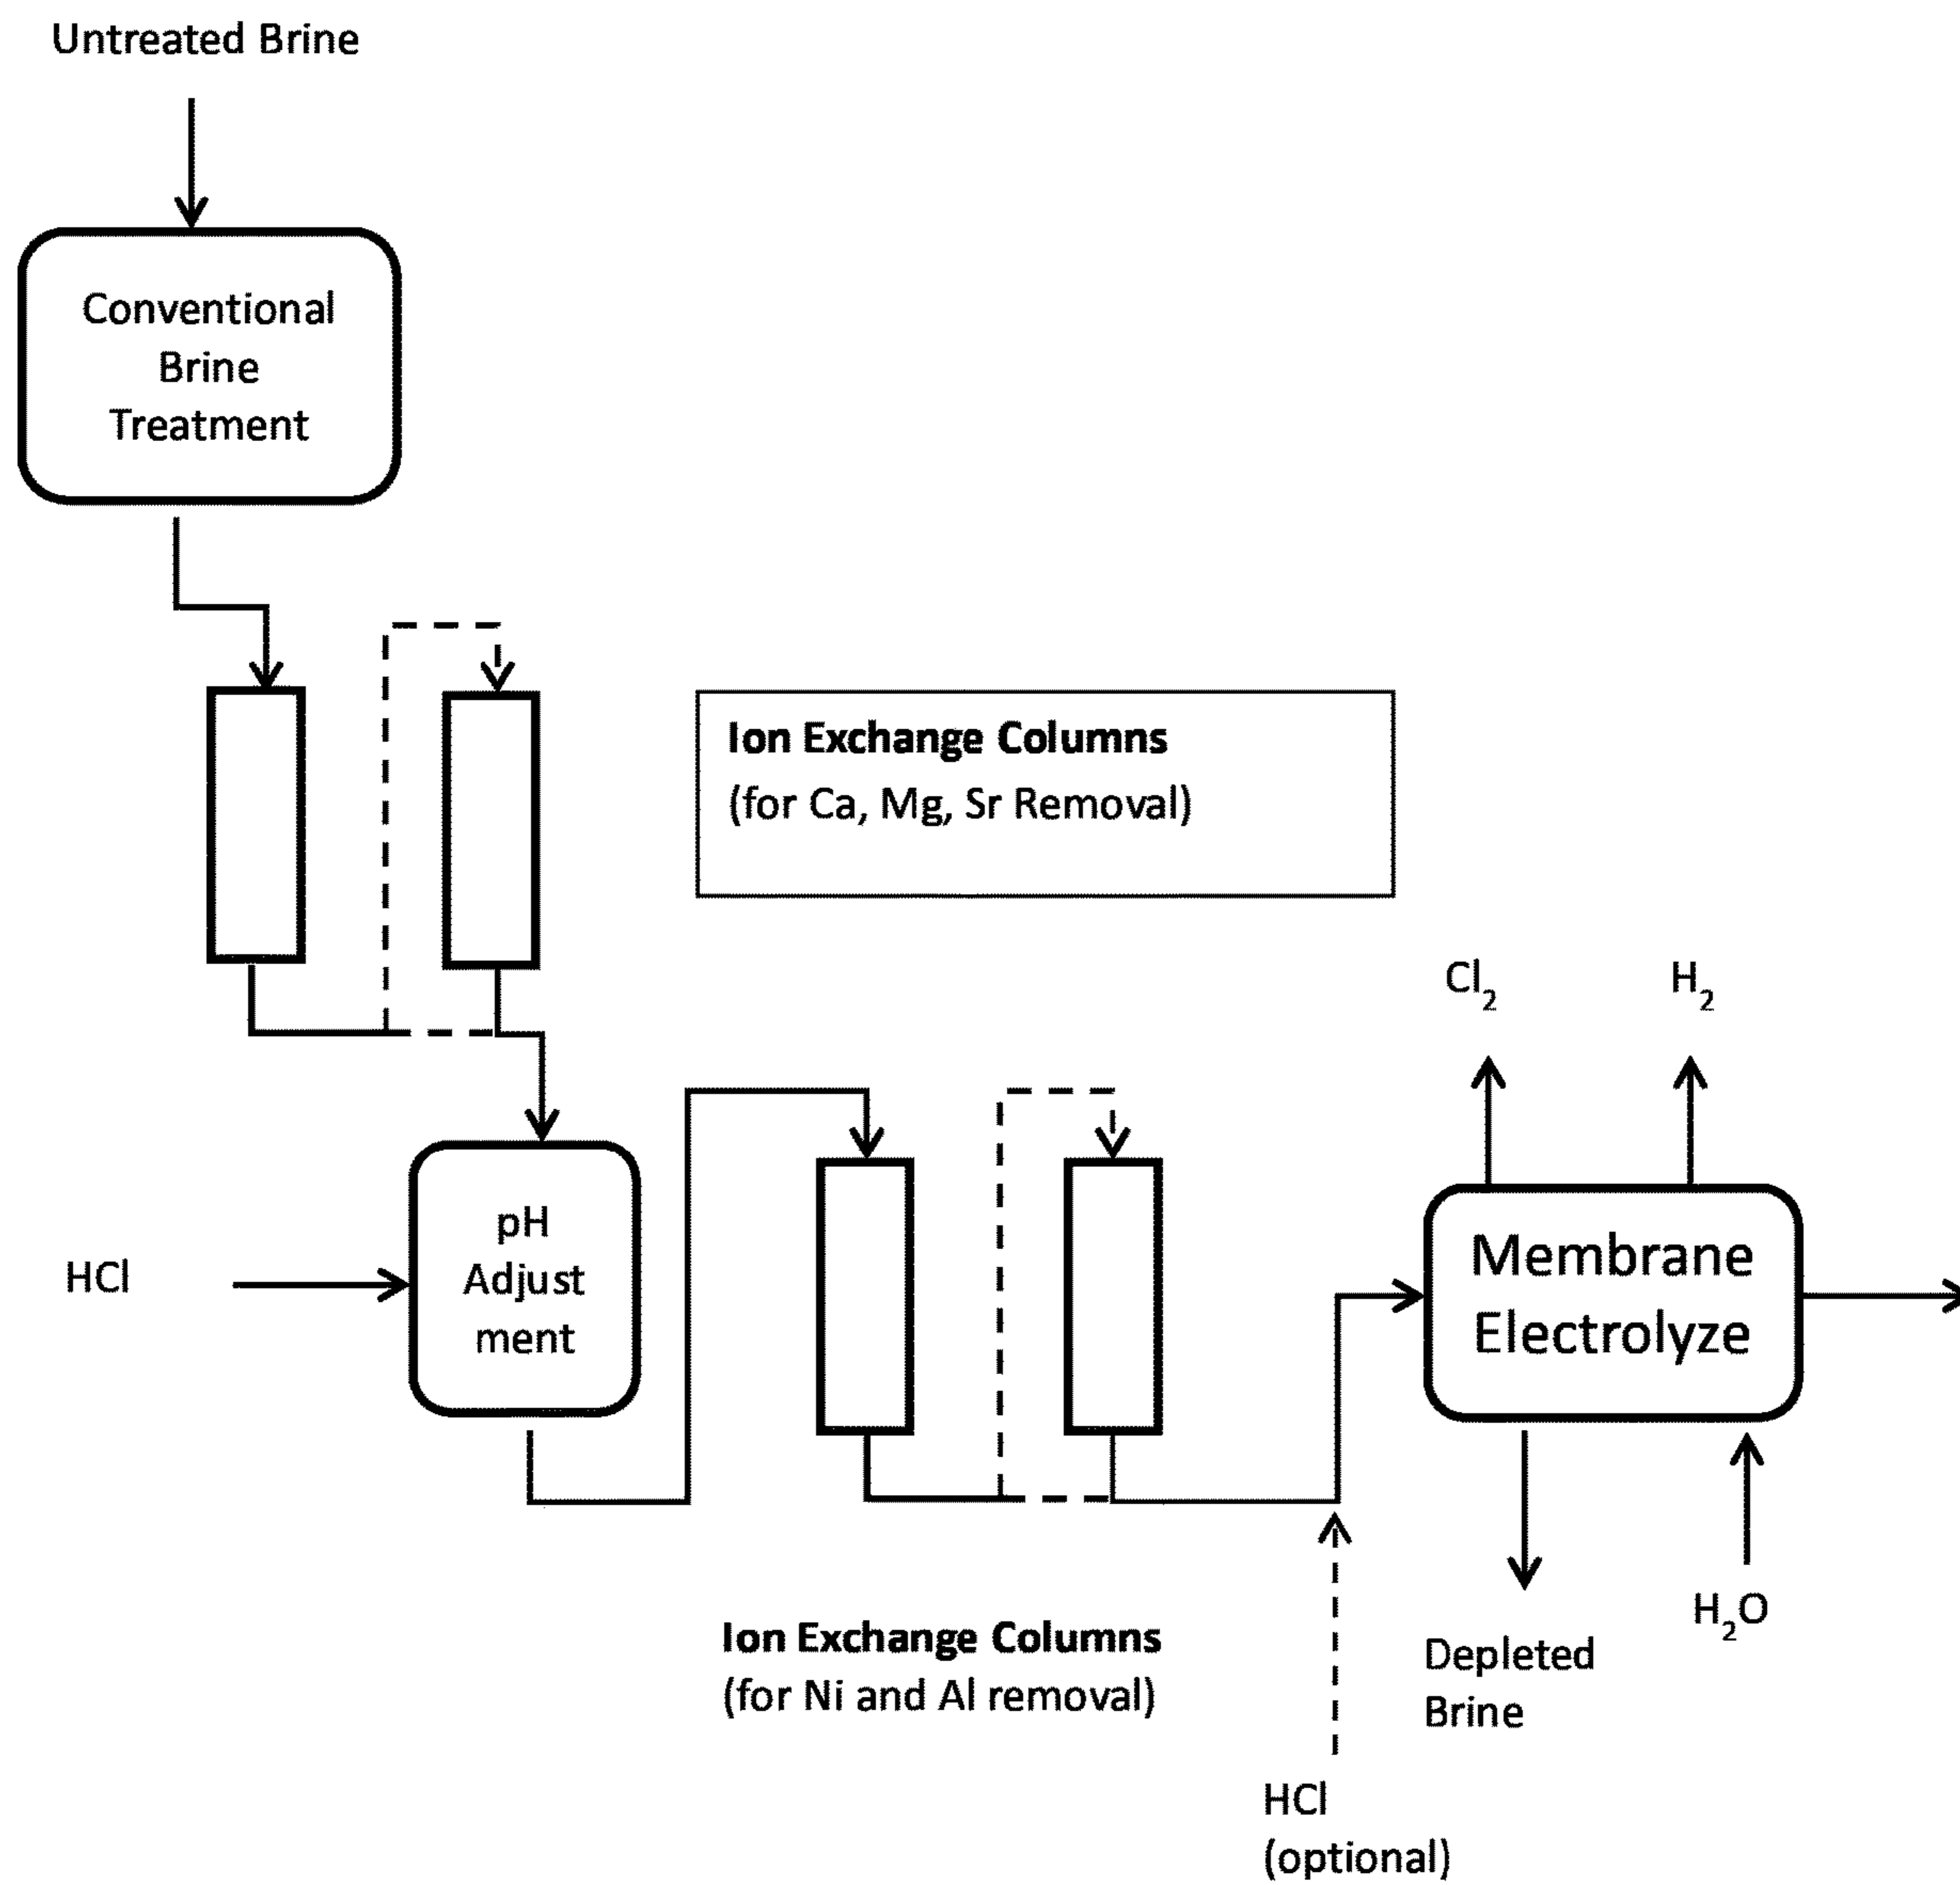 Untreated Brine
Conventional
Brine
Treatment
Ion Exchange Columns
(for Ca, Mg, Sr Removal)
Cl2
H2
HCl
pH
Adjust
ment
Membrane
Electrolyze
H2O
Depleted
Brine
Ion Exchange Columns
(for Ni and Al removal)
HCl
(optional)